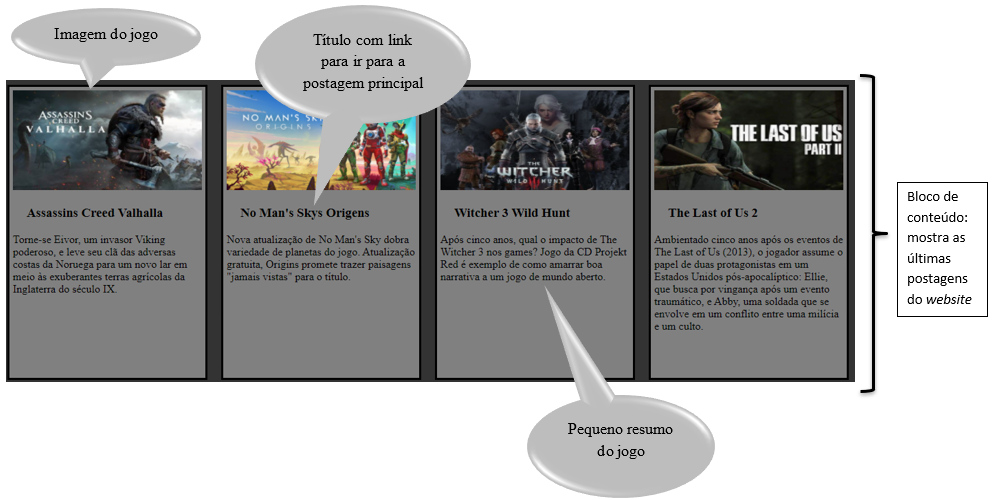 Imagem do jogo
Título com link
para ir para a
postagem principal
ASSASSIN'S
CREED
VALHALLA
NO MAN'S
ORIGINS
THE
WITCHER
WILD HUNT
THE LAST OF US
PART II
Assassins Creed Valhalla
Torne-se Eivor, um invasor Viking
poderoso, e leve seu clã das adversas
costas da Noruega para um novo lar em
meio às exuberantes terras agrícolas da
Inglaterra do século IX.
No Man's Skys Origens
Nova atualização de No Man's Sky dobra
variedade de planetas do jogo. Atualização
gratuita, Origins promete trazer paisagens
"jamais vistas" para o título.
Witcher 3 Wild Hunt
Após cinco anos, qual o impacto de The
Witcher 3 nos games? Jogo da CD Projekt
Red é exemplo de como amarrar boa
narrativa a um jogo de mundo aberto.
The Last of Us 2
Ambientado cinco anos após os eventos de
The Last of Us (2013), o jogador assume o
papel de duas protagonistas em um
Estados Unidos pós-apocalíptico: Ellie,
que busca por vingança após um evento
traumático, e Abby, uma soldada que se
envolve em um conflito entre uma milícia
e um culto.
Bloco de
conteúdo:
mostra as
últimas
postagens
do website
Pequeno resumo
do jogo